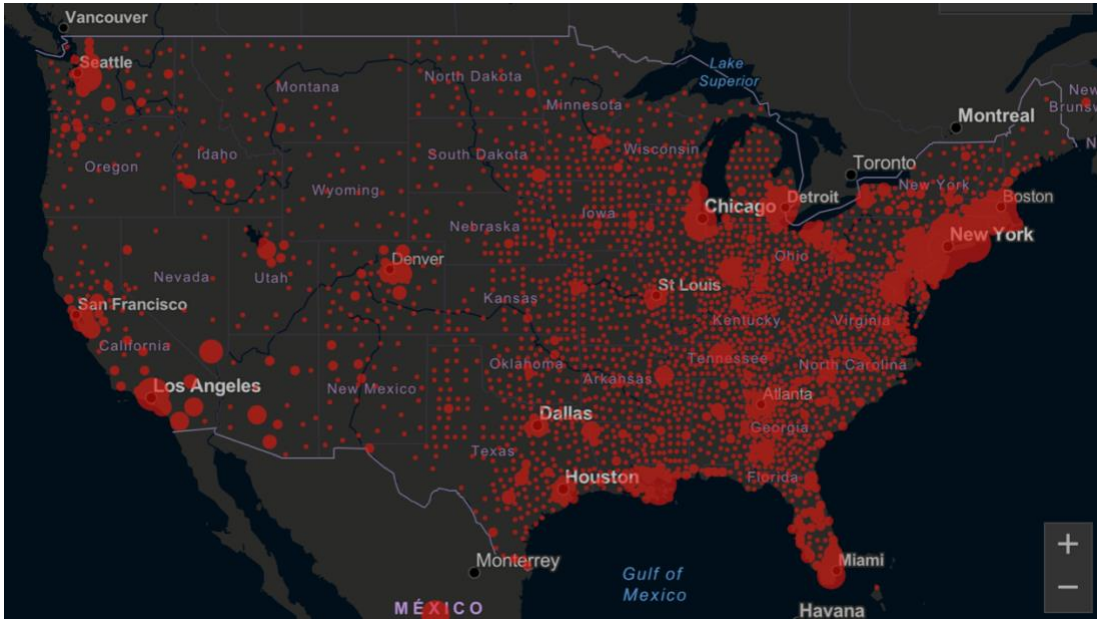 Vancouver
Seattle
Montana
North Dakota
Minnesota
Lake
Superior
Montreal
New
Brunsw
N
Oregon
Idaho
South Dakota
Wisconsin
Toronto
New York
Boston
Wyoming
Iowa
Chicago
Detroit
Nebraska
New York
Nevada
Utah
Denver
Ohio
San Francisco
Kansas
St Louis
California
Kentucky
Virginia
Los Angeles
New Mexico
Oklahoma
Arkansas
Tennessee
North Carolina
Atlanta
Dallas
Georgia
Texas
Houston
Florida
Monterrey
Miami
Gulf of
Mexico
MÉXICO
Havana
+
−